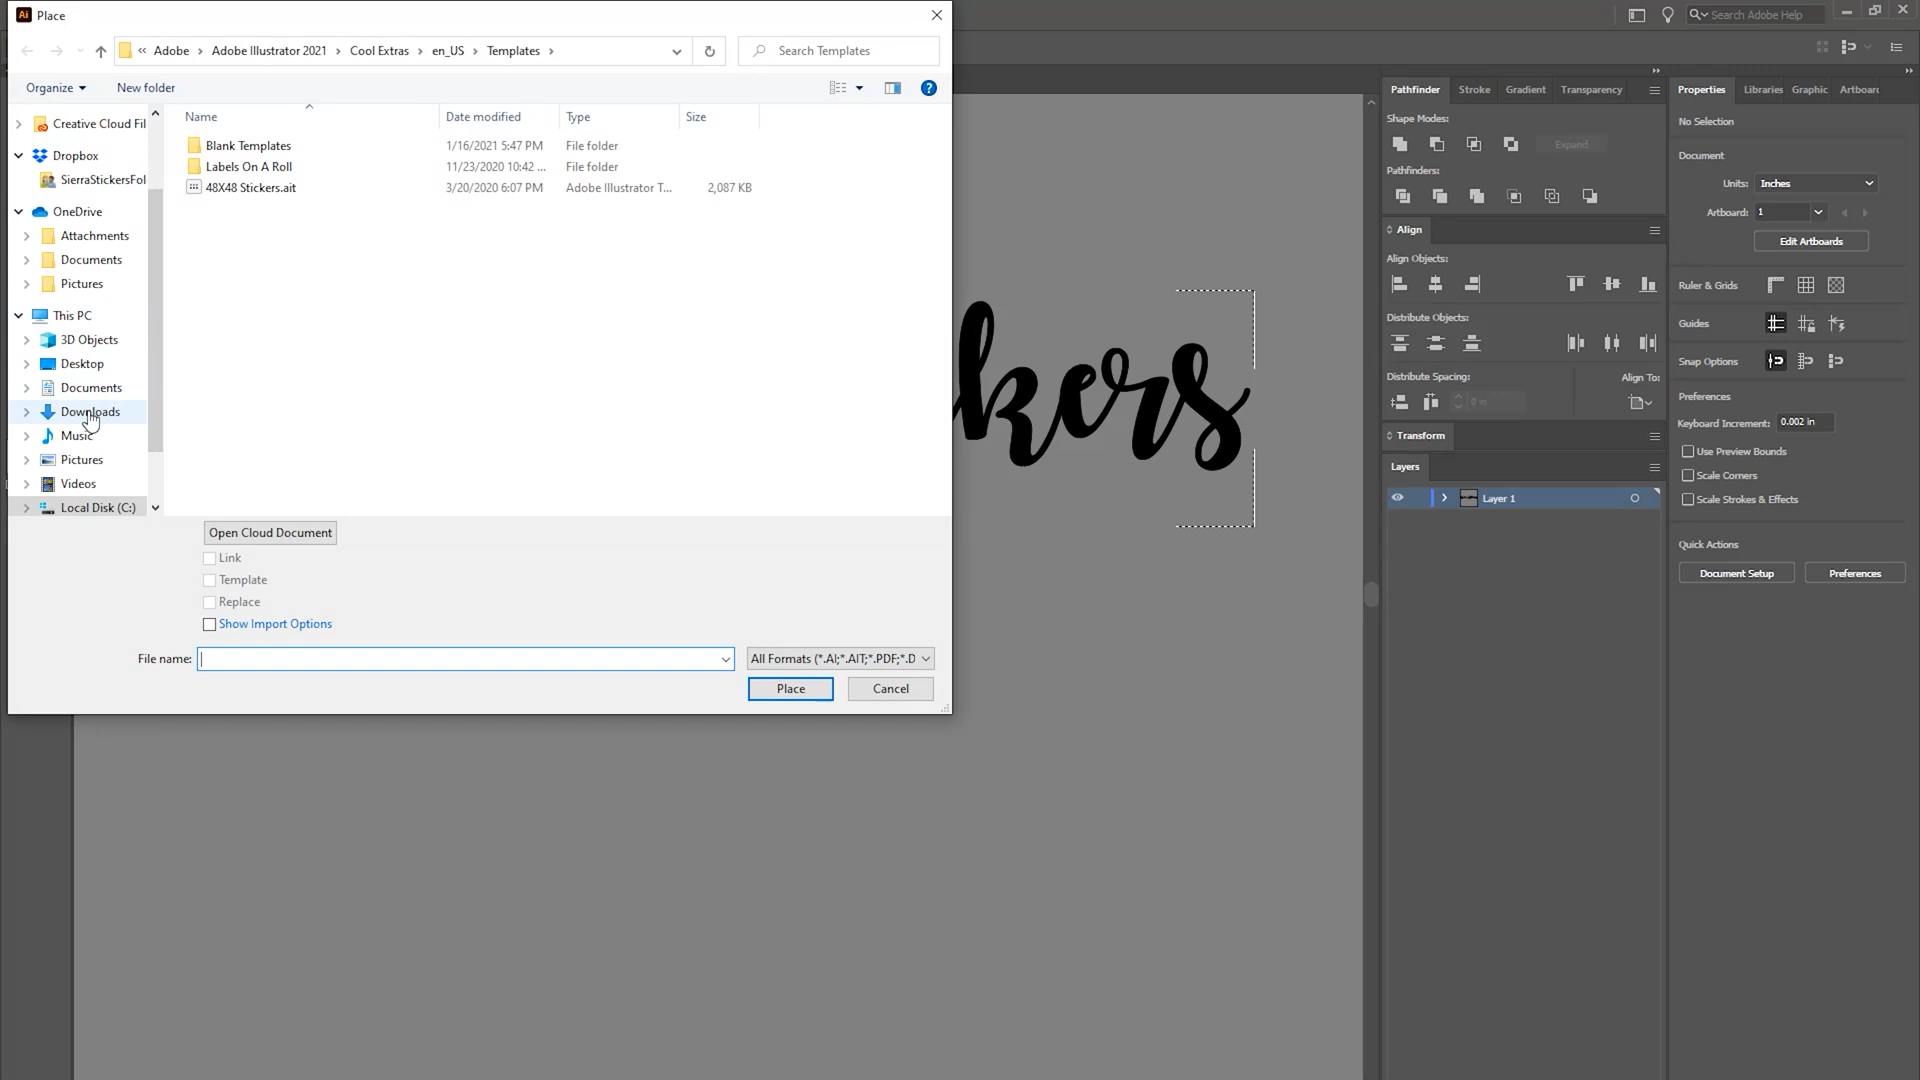 Ai Place
Search Adobe Help
« Adobe › Adobe Illustrator 2021 › Cool Extras › en_US › Templates ›
Search Templates
Organize
New folder
Name
Date modified
Type
Size
Blank Templates
1/16/2021 5:47 PM
File folder
Labels On A Roll
11/23/2020 10:42 ...
File folder
48X48 Stickers.ait
3/20/2020 6:07 PM
Adobe Illustrator T...
2,087 KB
Creative Cloud Fil
Dropbox
SierraStickersFol
OneDrive
Attachments
Documents
Pictures
This PC
3D Objects
Desktop
Documents
Downloads
Music
Pictures
Videos
Local Disk (C:)
Open Cloud Document
Link
Template
Replace
Show Import Options
File name:
All Formats (*.AI;*.AIT;*.PDF;*.D
Place
Cancel
kers
Pathfinder
Stroke
Gradient
Transparency
Shape Modes:
Expand
Pathfinders:
Align
Align Objects:
Distribute Objects:
Distribute Spacing:
Align To:
0 in
Transform
Layers
Layer 1
Properties
Libraries
Graphic
Artboard
No Selection
Document
Units:
Inches
Artboard:
1
Edit Artboards
Ruler & Grids
Guides
Snap Options
Preferences
Keyboard Increment:
0.002 in
Use Preview Bounds
Scale Corners
Scale Strokes & Effects
Quick Actions
Document Setup
Preferences